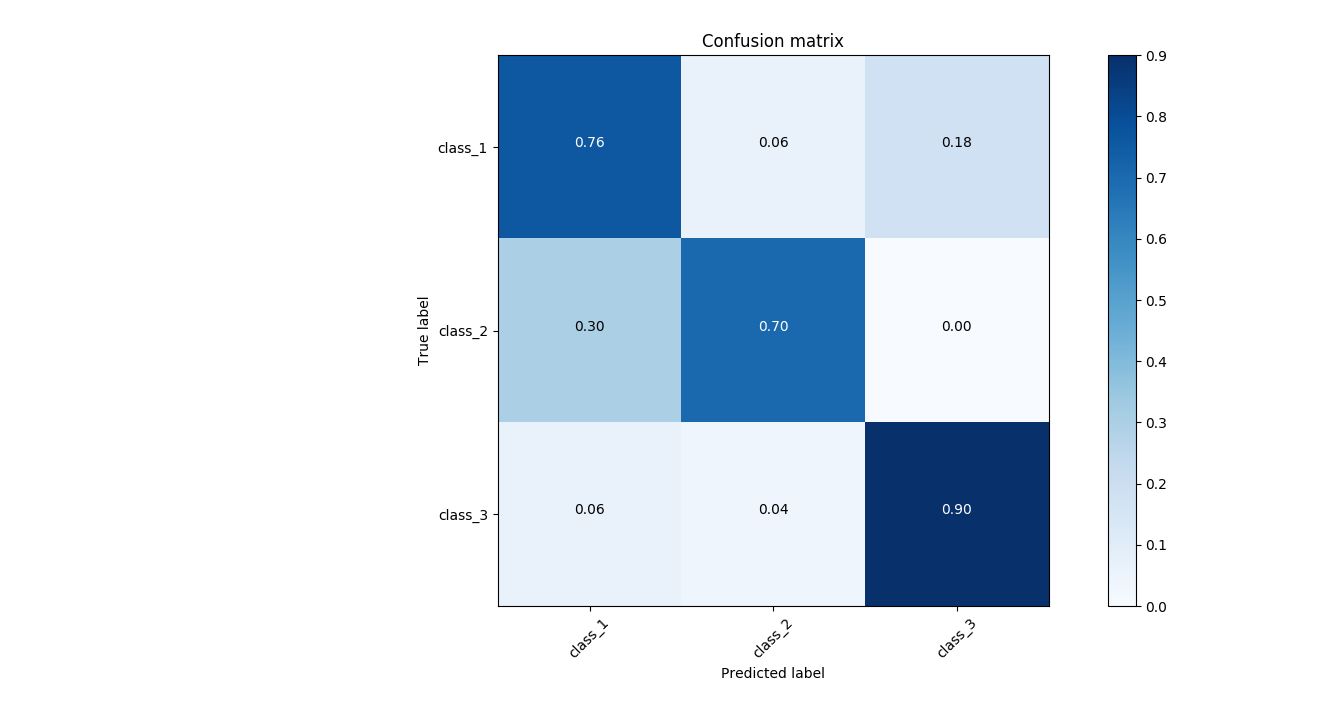 Confusion matrix
class_1 0.76 0.06 0.18
class_2 0.30 0.70 0.00
class_3 0.06 0.04 0.90
True label
class_1 class_2 class_3
Predicted label
0.9
0.8
0.7
0.6
0.5
0.4
0.3
0.2
0.1
0.0